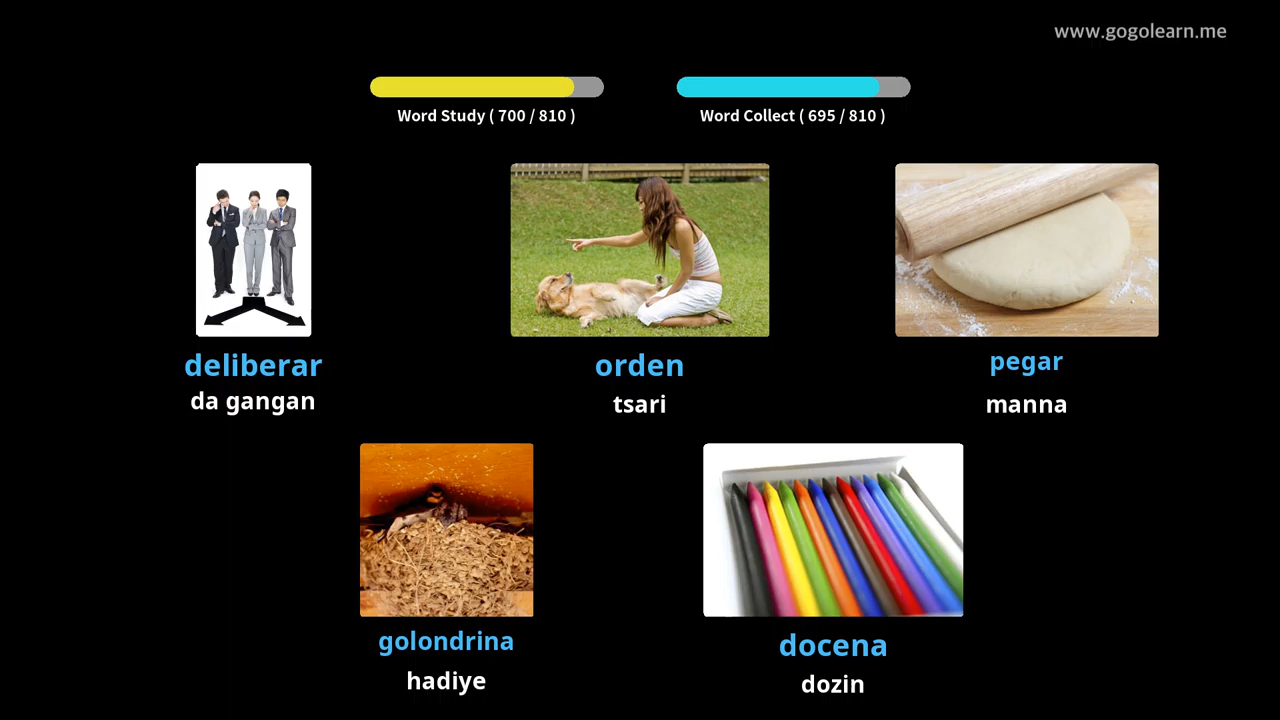 www.gogolearn.me
Word Study ( 700 / 810 )
Word Collect ( 695 / 810 )
deliberar
da gangan
orden
tsari
pegar
manna
golondrina
hadiye
docena
dozin